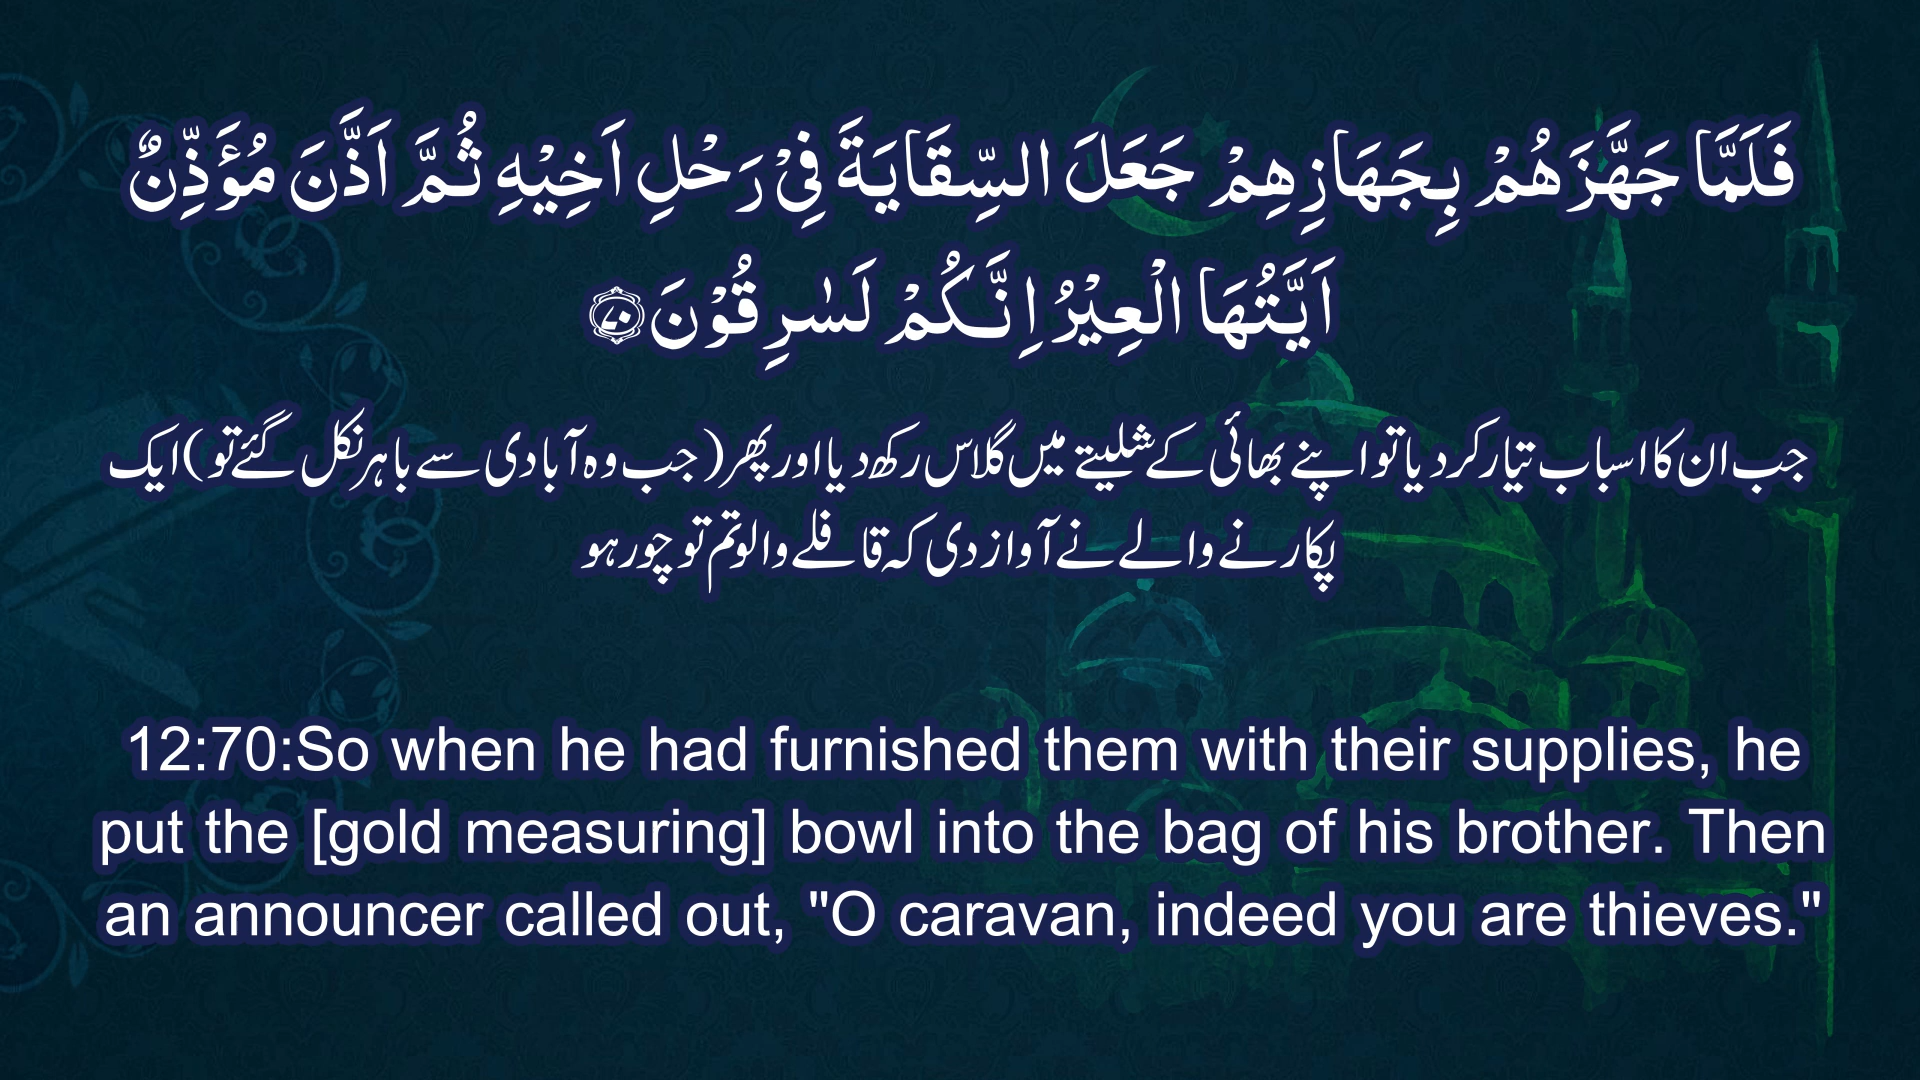 فَلَمَّا جَهَّزَهُمْ بِجَهَازِهِمْ جَعَلَ السِّقَايَةَ فِىْ رَحْلِ اَخِيْهِ ثُمَّ اَذَّنَ مُؤَذِّنٌ
اَيَّتُهَا الْعِيْرُ اِنَّكُمْ لَسٰرِقُوْنَ ﴿۷۰﴾
جب ان کا اسباب تیار کر دیا تو اپنے بھائی کے شلیتے میں گلاس رکھ دیا اور پھر (جب وہ آبادی سے باہر نکل گئے تو) ایک
پکارنے والے نے آواز دی کہ قافلے والو تم تو چور ہو
12:70:So when he had furnished them with their supplies, he
put the [gold measuring] bowl into the bag of his brother. Then
an announcer called out, "O caravan, indeed you are thieves."